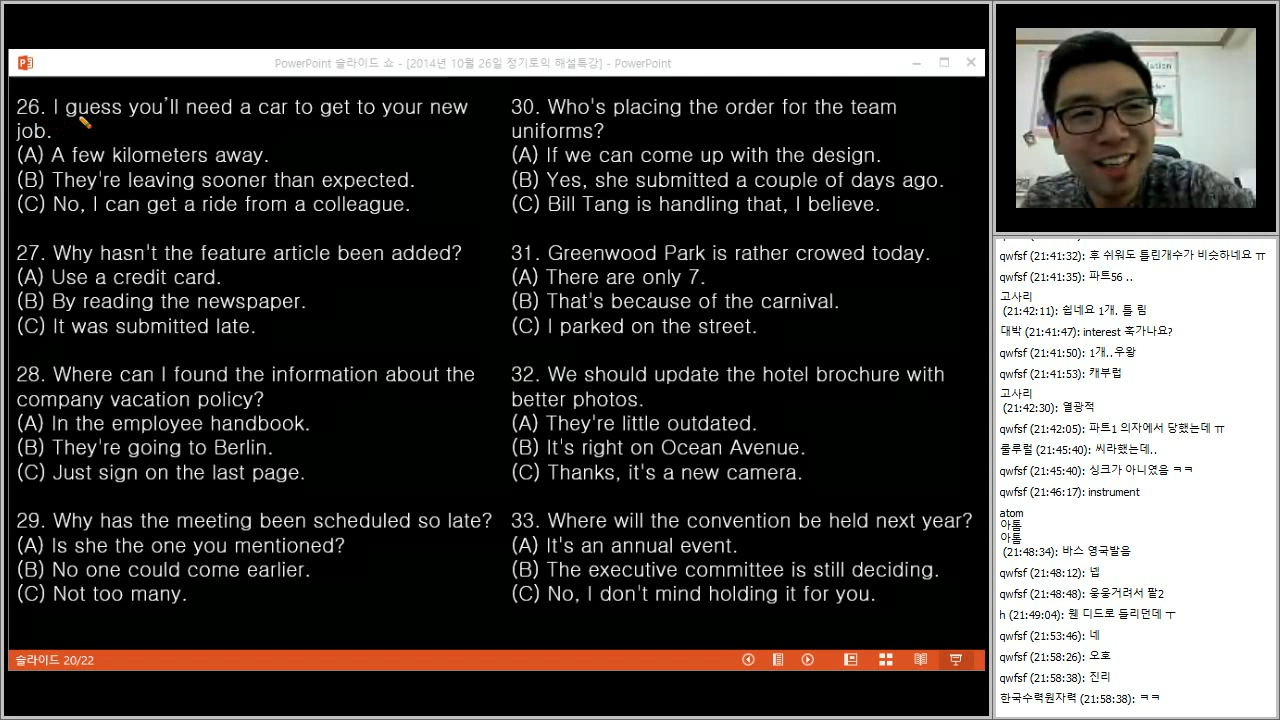 PowerPoint 슬라이드 쇼 - [2014년 10월 26일 정기토익 해설특강] - PowerPoint
26. I guess you'll need a car to get to your new
job.
(A) A few kilometers away.
(B) They're leaving sooner than expected.
(C) No, I can get a ride from a colleague.
27. Why hasn't the feature article been added?
(A) Use a credit card.
(B) By reading the newspaper.
(C) It was submitted late.
28. Where can I found the information about the
company vacation policy?
(A) In the employee handbook.
(B) They're going to Berlin.
(C) Just sign on the last page.
29. Why has the meeting been scheduled so late?
(A) Is she the one you mentioned?
(B) No one could come earlier.
(C) Not too many.
30. Who's placing the order for the team
uniforms?
(A) If we can come up with the design.
(B) Yes, she submitted a couple of days ago.
(C) Bill Tang is handling that, I believe.
31. Greenwood Park is rather crowed today.
(A) There are only 7.
(B) That's because of the carnival.
(C) I parked on the street.
32. We should update the hotel brochure with
better photos.
(A) They're little outdated.
(B) It's right on Ocean Avenue.
(C) Thanks, it's a new camera.
33. Where will the convention be held next year?
(A) It's an annual event.
(B) The executive committee is still deciding.
(C) No, I don't mind holding it for you.
슬라이드 20/22
qwfsf (21:41:32): 후 쉬워도 틀린개수가 비슷하네요 ㅠ
qwfsf (21:41:35): 파트56 ..
고사리
(21:42:11): 쉽네요 1개. 틀 림
대박 (21:41:47): interest 혹가나요?
qwfsf (21:41:50): 1개..우왕
qwfsf (21:41:53): 캐부럽
고사리
(21:42:30): 열광적
qwfsf (21:42:05): 파트1 의자에서 당했는데 ㅠ
룰루럴 (21:45:40): 씨라했는데..
qwfsf (21:45:40): 싱크가 아니였음 ㅋㅋ
qwfsf (21:46:17): instrument
atom
아톰
아톰
(21:48:34): 바스 영국발음
qwfsf (21:48:12): 넵
qwfsf (21:48:48): 웅웅거려서 팔2
h (21:49:04): 웬 디드로 들리던데 ㅜ
qwfsf (21:53:46): 네
qwfsf (21:58:26): 오호
qwfsf (21:58:38): 진리
한국수력원자력 (21:58:38): ㅋㅋ